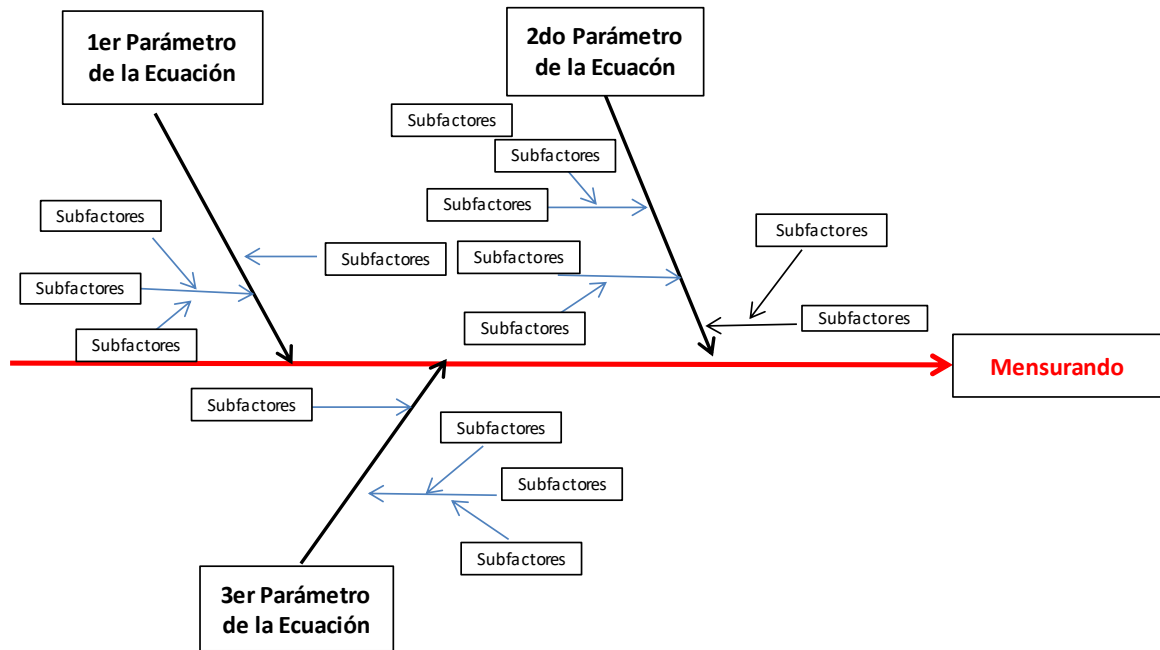 1er Parámetro
de la Ecuación
2do Parámetro
de la Ecuacón
Subfactores
Subfactores
Subfactores
Subfactores
Subfactores
Subfactores
Subfactores
Subfactores
Subfactores
Subfactores
Subfactores
Subfactores
Mensurando
Subfactores
Subfactores
Subfactores
Subfactores
3er Parámetro
de la Ecuación